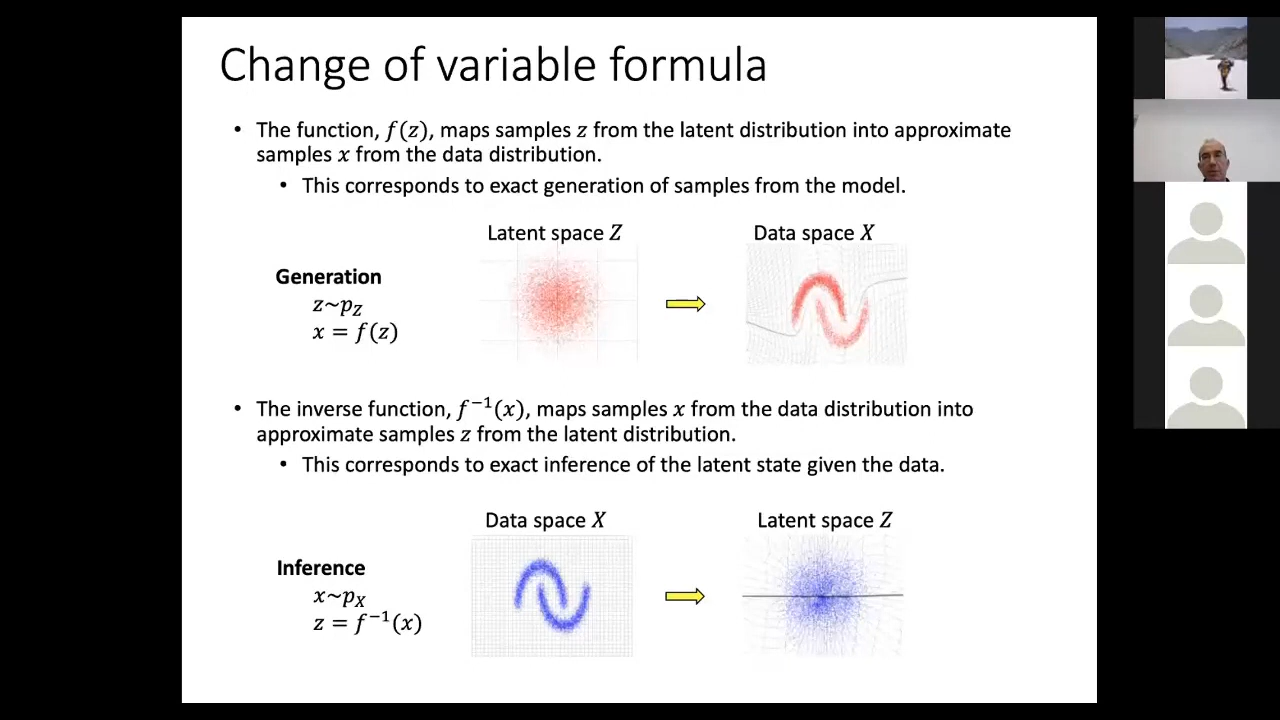 Change of variable formula
• The function, f(z), maps samples z from the latent distribution into approximate
samples x from the data distribution.
• This corresponds to exact generation of samples from the model.
Latent space Z
Data space X
Generation
z~p_Z
x = f(z)
• The inverse function, f⁻¹(x), maps samples x from the data distribution into
approximate samples z from the latent distribution.
• This corresponds to exact inference of the latent state given the data.
Data space X
Latent space Z
Inference
x~p_X
z = f⁻¹(x)